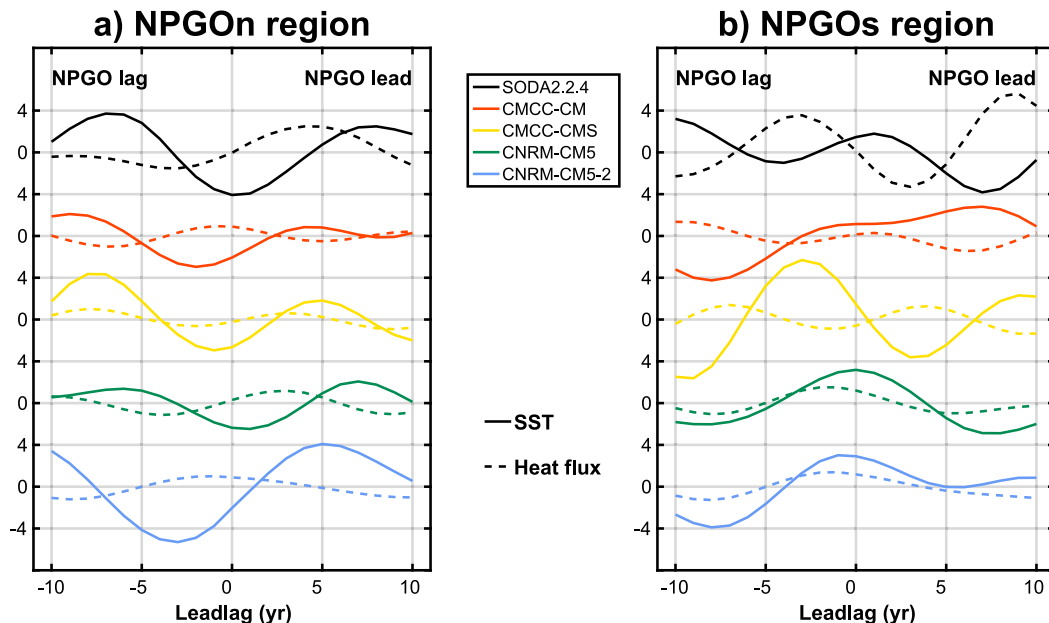 a) NPGOn region
b) NPGOs region
NPGO lag
NPGO lead
NPGO lag
NPGO lead
SODA2.2.4
CMCC-CM
CMCC-CMS
CNRM-CM5
CNRM-CM5-2
SST
Heat flux
4
0
4
0
4
0
4
0
4
0
-4
-10
-5
0
5
10
Leadlag (yr)
4
0
4
0
4
0
4
0
4
0
-4
-10
-5
0
5
10
Leadlag (yr)